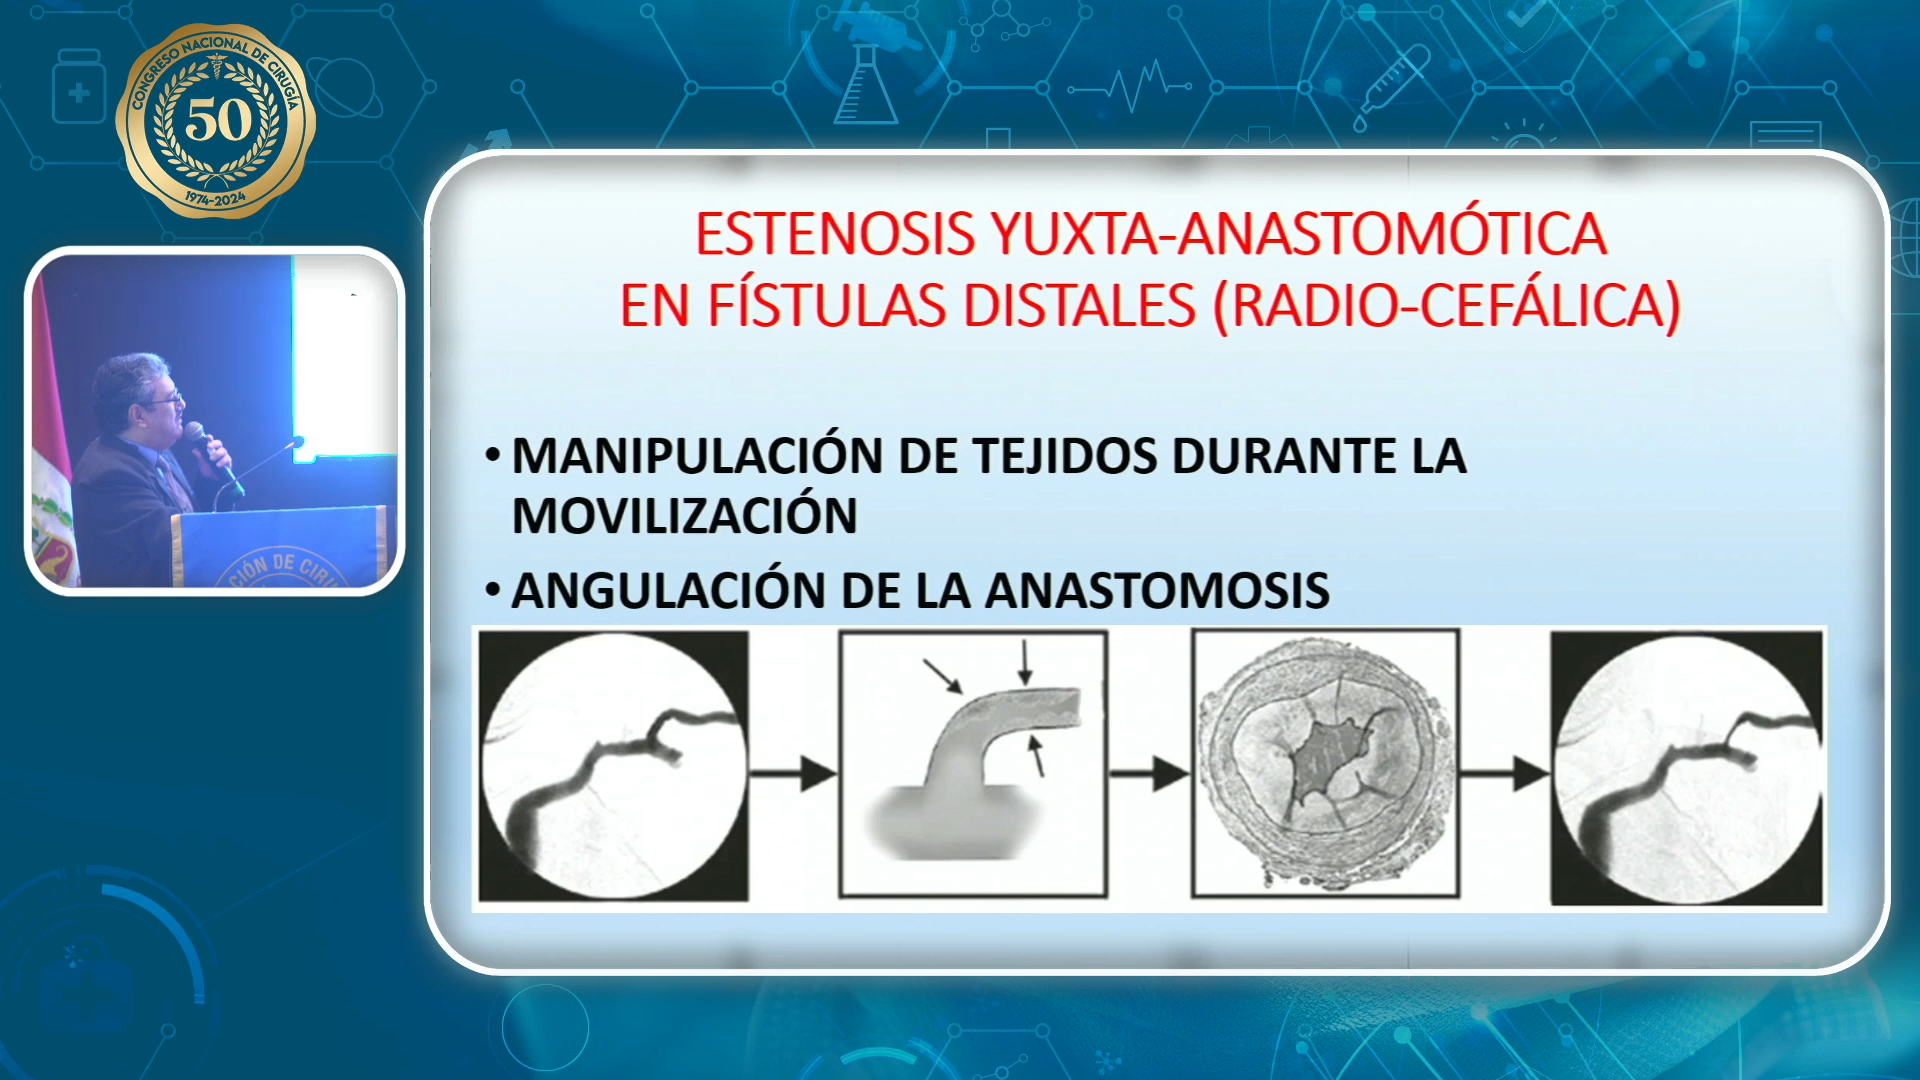 CONGRESO NACIONAL DE CIRUGÍA
50
1974-2024
ESTENOSIS YUXTA-ANASTOMÓTICA
EN FÍSTULAS DISTALES (RADIO-CEFÁLICA)
• MANIPULACIÓN DE TEJIDOS DURANTE LA
MOVILIZACIÓN
• ANGULACIÓN DE LA ANASTOMOSIS